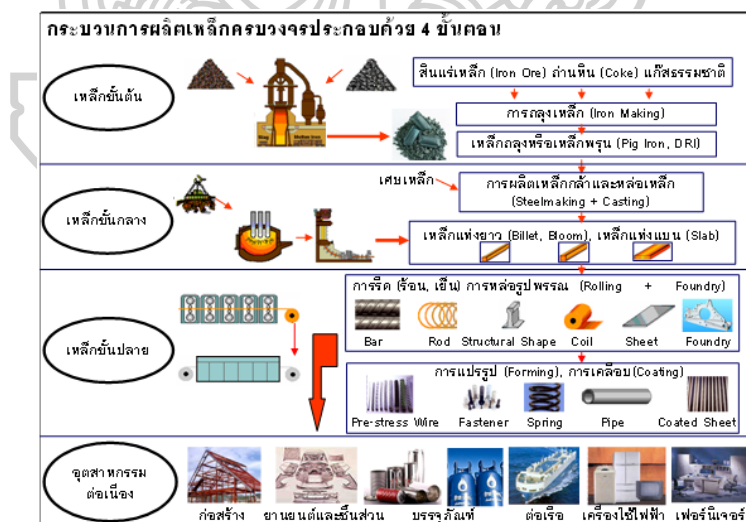 กระบวนการผลิตเหล็กครบวงจรประกอบด้วย 4 ขั้นตอน
เหล็กขั้นต้น
สินแร่เหล็ก (Iron Ore) ถ่านหิน (Coke) แก๊สธรรมชาติ
การถลุงเหล็ก (Iron Making)
เหล็กถลุงหรือเหล็กพรุน (Pig Iron, DRI)
เหล็กขั้นกลาง
เศษเหล็ก
การผลิตเหล็กกล้าและหล่อเหล็ก
(Steelmaking + Casting)
เหล็กแท่งยาว (Billet, Bloom), เหล็กแท่งแบน (Slab)
เหล็กขั้นปลาย
การรีด (ร้อน, เย็น) การหล่อรูปพรรณ (Rolling + Foundry)
Bar Rod Structural Shape Coil Sheet Foundry
การแปรรูป (Forming), การเคลือบ (Coating)
Pre-stress Wire Fastener Spring Pipe Coated Sheet
อุตสาหกรรม
ต่อเนื่อง
ก่อสร้าง ยานยนต์และชิ้นส่วน บรรจุภัณฑ์ ต่อเรือ เครื่องใช้ไฟฟ้า เฟอร์นิเจอร์